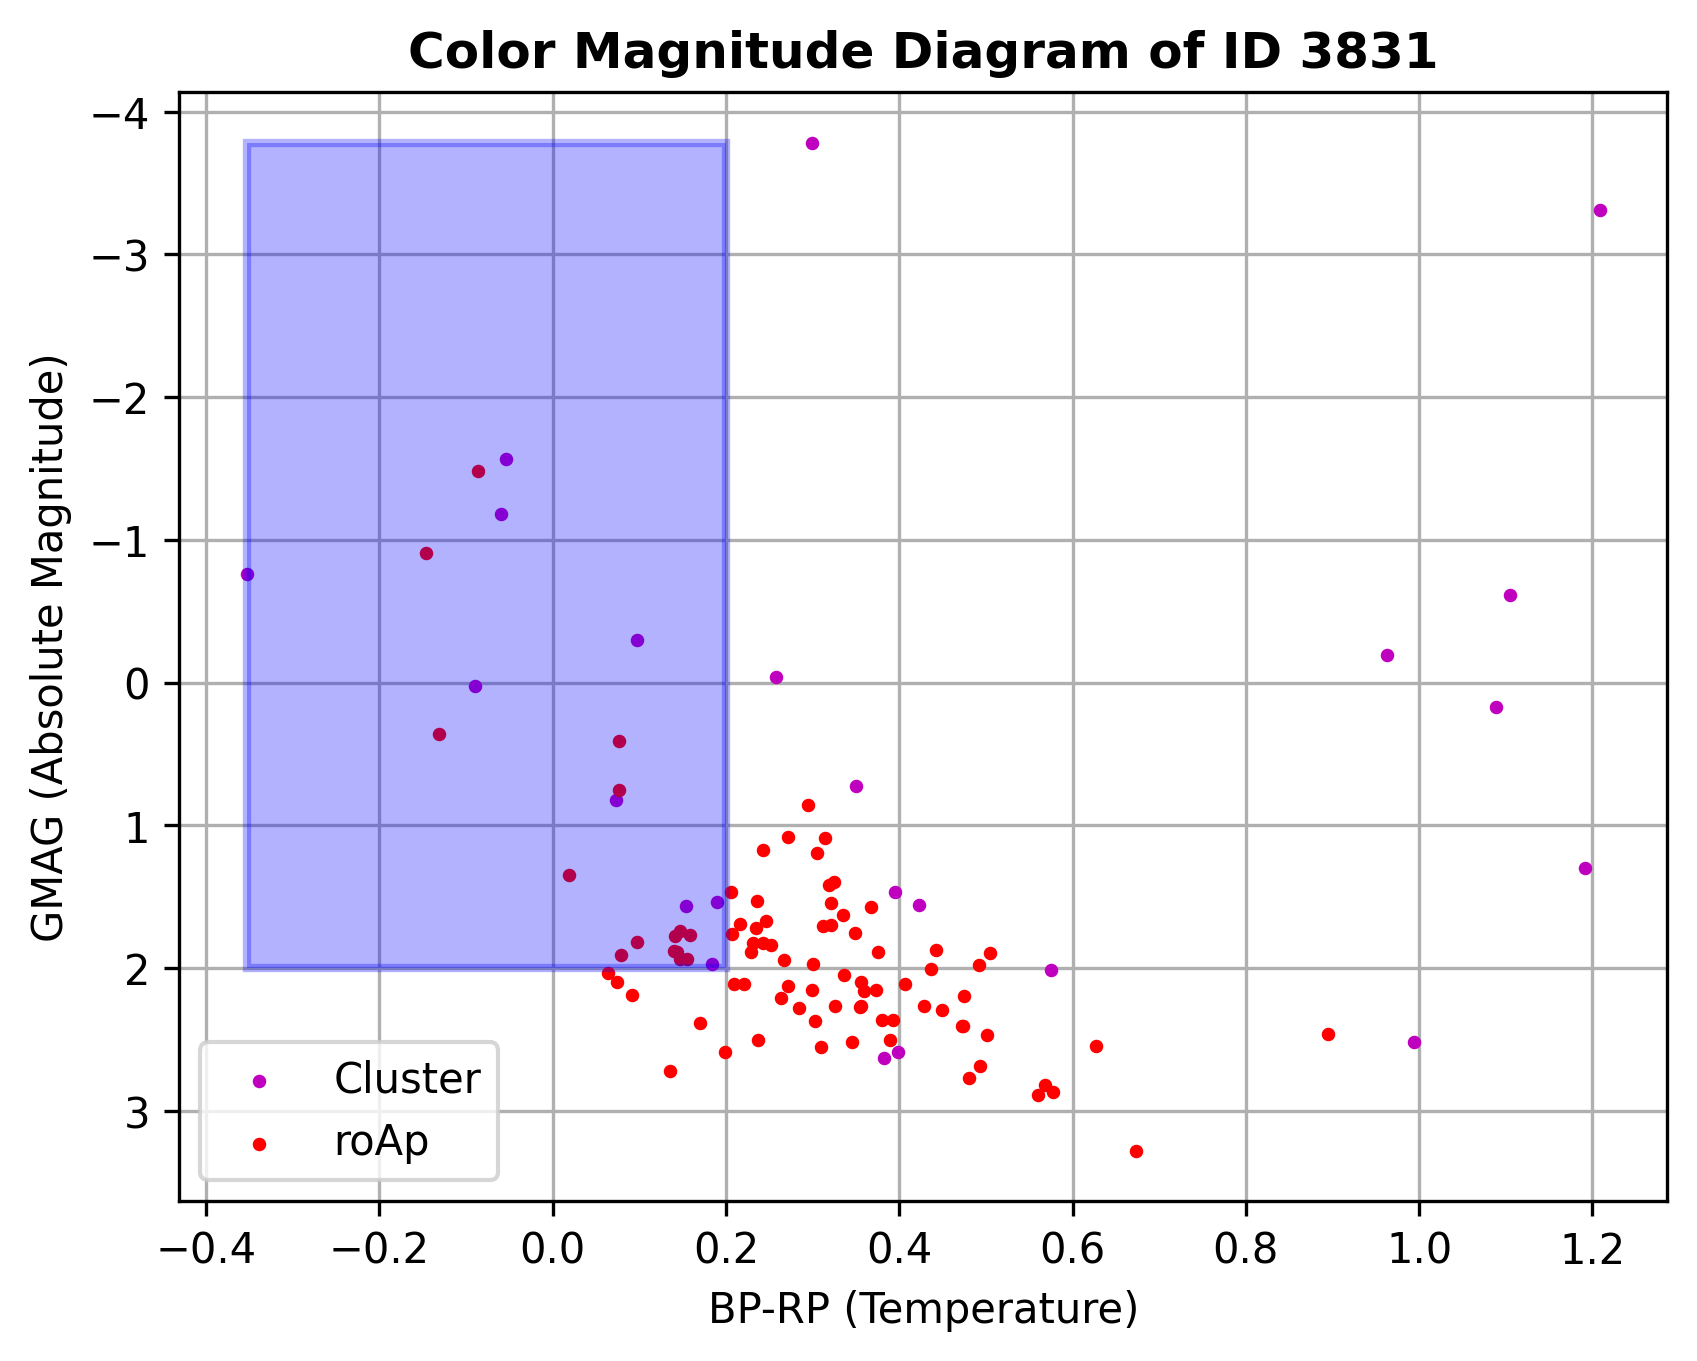 Color Magnitude Diagram of ID 3831
GMAG (Absolute Magnitude)
−4
−3
−2
−1
0
1
2
3
Cluster
roAp
−0.4 −0.2 0.0 0.2 0.4 0.6 0.8 1.0 1.2
BP-RP (Temperature)